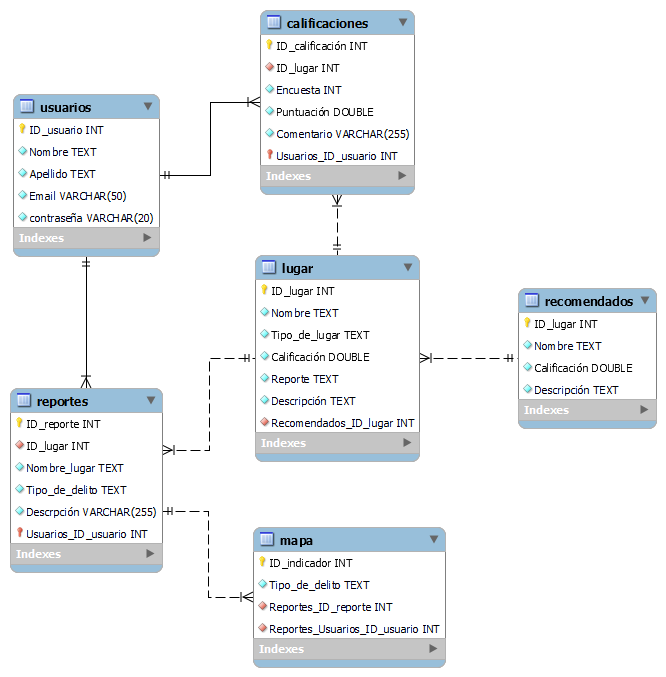 calificaciones
ID_calificación INT
ID_lugar INT
Encuesta INT
Puntuación DOUBLE
Comentario VARCHAR(255)
Usuarios_ID_usuario INT
Indexes
usuarios
ID_usuario INT
Nombre TEXT
Apellido TEXT
Email VARCHAR(50)
contraseña VARCHAR(20)
Indexes
lugar
ID_lugar INT
Nombre TEXT
Tipo_de_lugar TEXT
Calificación DOUBLE
Reporte TEXT
Descripción TEXT
Recomendados_ID_lugar INT
Indexes
recomendados
ID_lugar INT
Nombre TEXT
Calificación DOUBLE
Descripción TEXT
Indexes
reportes
ID_reporte INT
ID_lugar INT
Nombre_lugar TEXT
Tipo_de_delito TEXT
Descrpción VARCHAR(255)
Usuarios_ID_usuario INT
Indexes
mapa
ID_indicador INT
Tipo_de_delito TEXT
Reportes_ID_reporte INT
Reportes_Usuarios_ID_usuario INT
Indexes